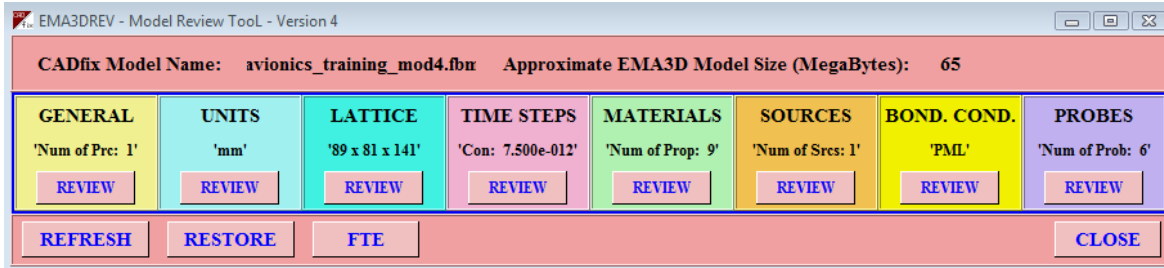 EMA3DREV - Model Review TooL - Version 4
CADfix Model Name: avionics_training_mod4.fbm Approximate EMA3D Model Size (MegaBytes): 65
GENERAL UNITS LATTICE TIME STEPS MATERIALS SOURCES BOND. COND. PROBES
'Num of Prc: 1' 'mm' '89 x 81 x 141' 'Con: 7.500e-012' 'Num of Prop: 9' 'Num of Srcs: 1' 'PML' 'Num of Prob: 6'
REVIEW REVIEW REVIEW REVIEW REVIEW REVIEW REVIEW REVIEW
REFRESH RESTORE FTE CLOSE